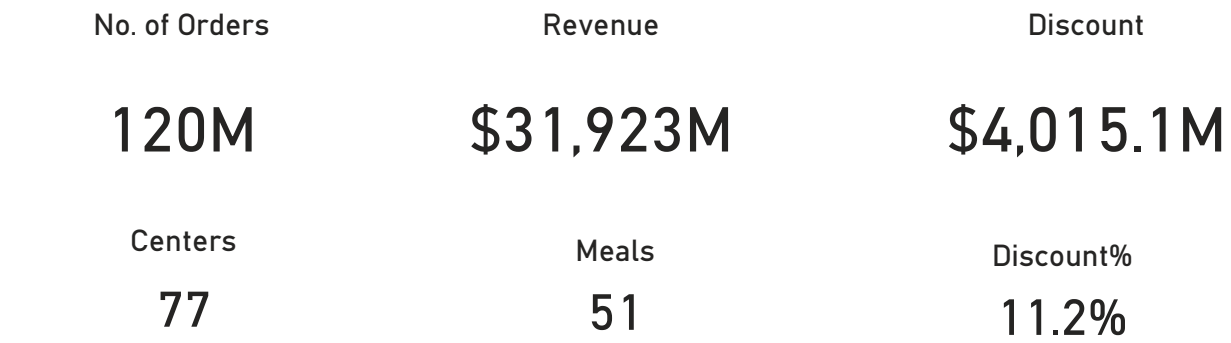 No. of Orders
Revenue
Discount
120M
$31,923M
$4,015.1M
Centers
Meals
Discount%
77
51
11.2%